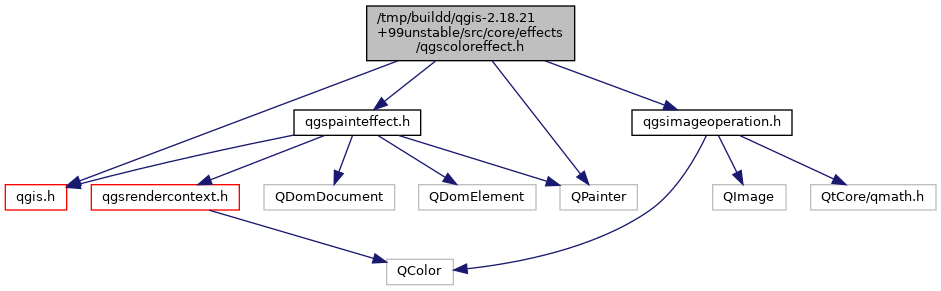 /tmp/buildd/qgis-2.18.21
+99unstable/src/core/effects
/qgscoloreffect.h
qgspainteffect.h
qgsimageoperation.h
qgis.h
qgsrendercontext.h
QDomDocument
QDomElement
QPainter
QImage
QtCore/qmath.h
QColor